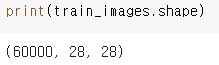 print(train_images.shape)
(60000, 28, 28)